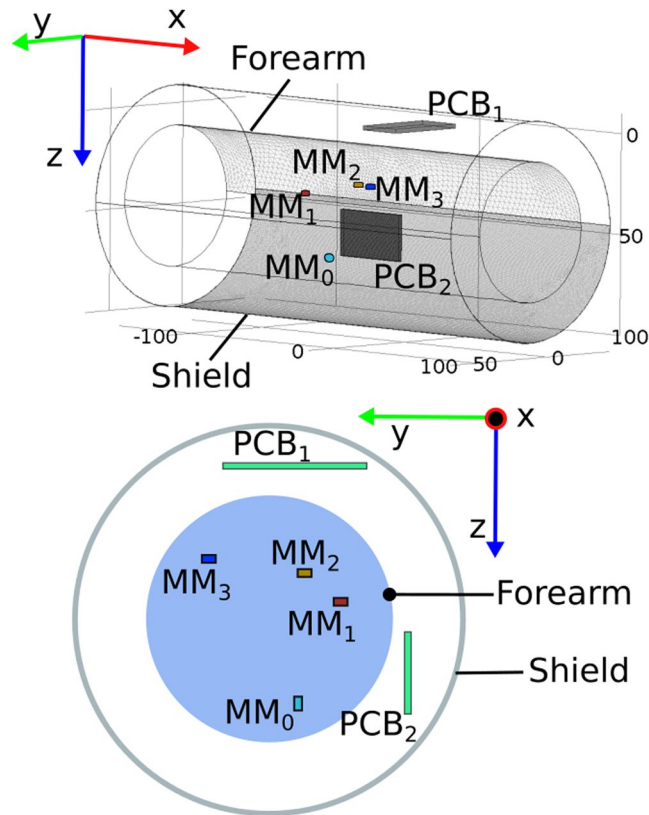 y
x
z
Forearm
PCB₁
0
MM₂
MM₃
MM₁
50
MM₀
PCB₂
-100
0
100
50
0
100
Shield
PCB₁
x
y
z
MM₂
MM₃
Forearm
MM₁
Shield
MM₀
PCB₂